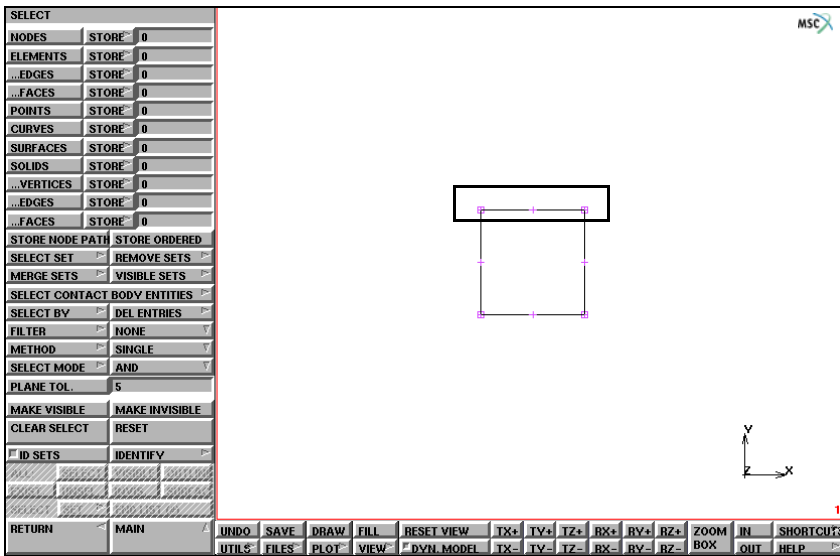 SELECT
MSC
NODES STORE 0
ELEMENTS STORE 0
...EDGES STORE 0
...FACES STORE 0
POINTS STORE 0
CURVES STORE 0
SURFACES STORE 0
SOLIDS STORE 0
...VERTICES STORE 0
...EDGES STORE 0
...FACES STORE 0
STORE NODE PATH STORE ORDERED
SELECT SET REMOVE SETS
MERGE SETS VISIBLE SETS
SELECT CONTACT BODY ENTITIES
SELECT BY DEL ENTRIES
FILTER NONE
METHOD SINGLE
SELECT MODE AND
PLANE TOL. 5
MAKE VISIBLE MAKE INVISIBLE
CLEAR SELECT RESET
ID SETS IDENTIFY
Y
Z X
1
RETURN MAIN
UNDO SAVE DRAW FILL RESET VIEW TX+ TY+ TZ+ RX+ RY+ RZ+ ZOOM BOX IN SHORTCUTS
UTILS FILES PLOT VIEW DYN. MODEL TX- TY- TZ- RX- RY- RZ- OUT HELP